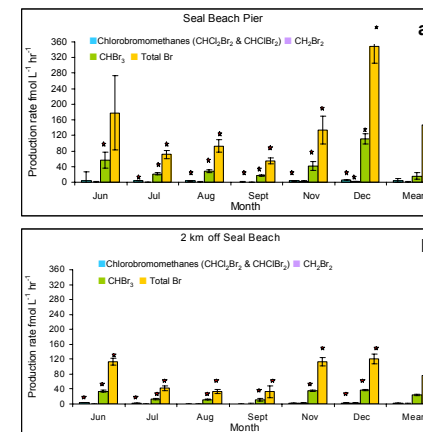 Seal Beach Pier
a
Production rate fmol L⁻¹ hr⁻¹
360
320
280
240
200
160
120
80
40
0
Chlorobromomethanes (CHCl₂Br₂ & CHClBr₂) CH₂Br₂
CHBr₃ Total Br
* * * * * * * * * * * * *
Jun Jul Aug Sept Nov Dec Mean
Month
2 km off Seal Beach
Production rate fmol L⁻¹ hr⁻¹
360
320
280
240
200
160
120
80
40
0
Chlorobromomethanes (CHCl₂Br₂ & CHClBr₂) CH₂Br₂
CHBr₃ Total Br
Jun Jul Aug Sept Nov Dec Mean
Month